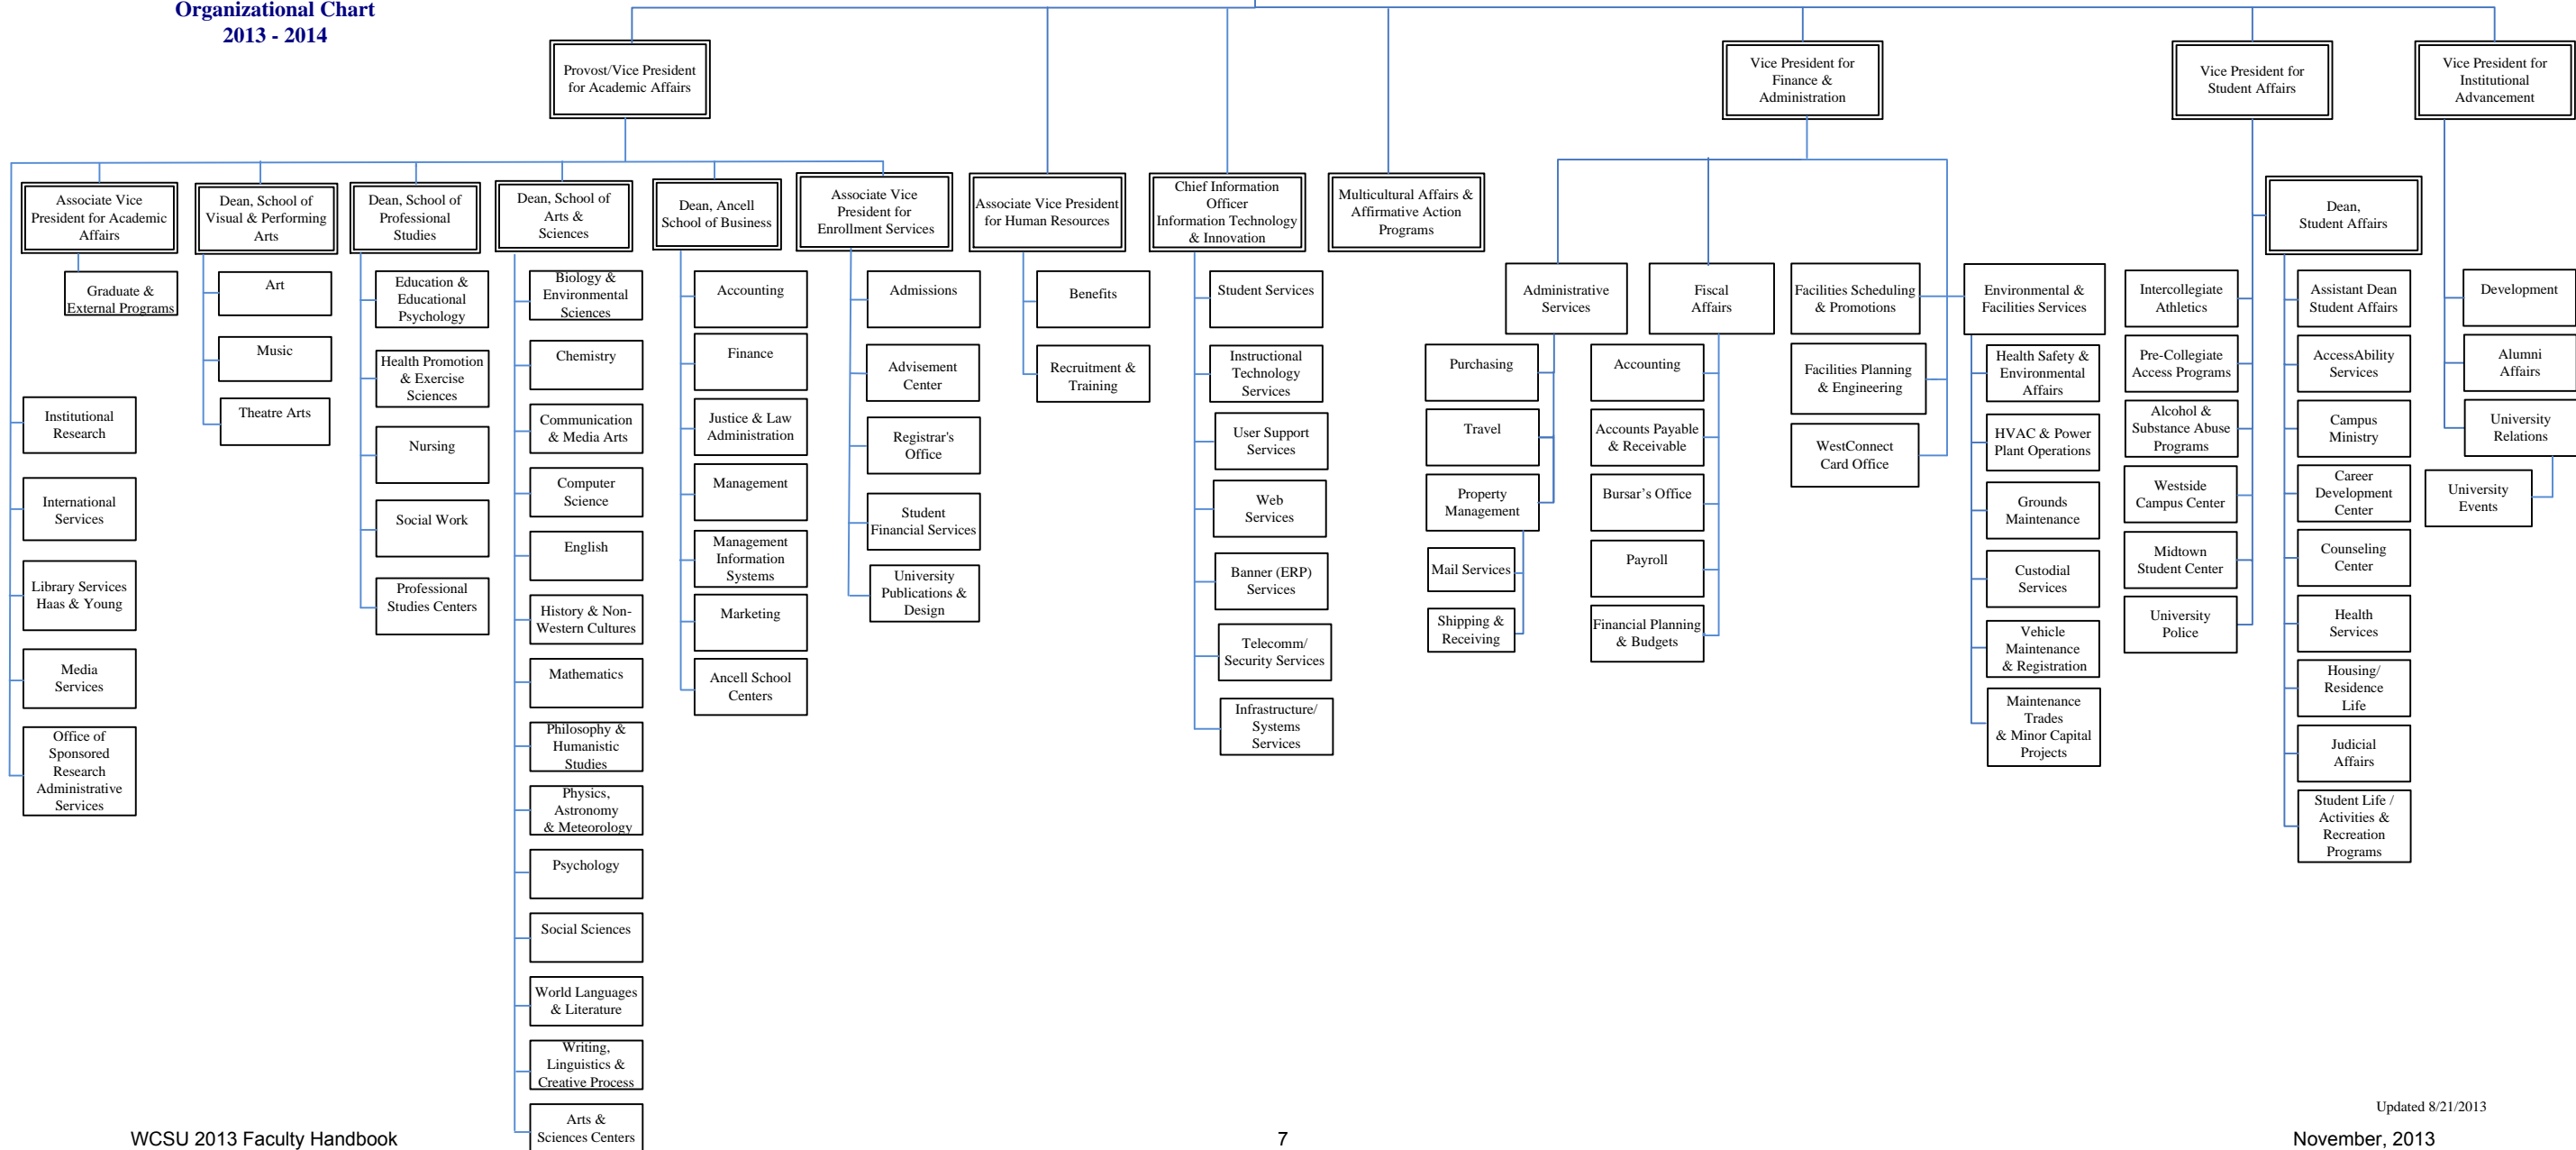 Organizational Chart
2013 - 2014
Provost/Vice President
for Academic Affairs
Vice President for
Finance &
Administration
Vice President for
Student Affairs
Vice President for
Institutional
Advancement
Associate Vice
President for Academic
Affairs
Dean, School of
Visual & Performing
Arts
Dean, School of
Professional
Studies
Dean, School of
Arts &
Sciences
Dean, Ancell
School of Business
Associate Vice
President for
Enrollment Services
Associate Vice President
for Human Resources
Chief Information
Officer
Information Technology
& Innovation
Multicultural Affairs &
Affirmative Action
Programs
Dean,
Student Affairs
Graduate &
External Programs
Institutional
Research
International
Services
Library Services
Haas & Young
Media
Services
Office of
Sponsored
Research
Administrative
Services
Art
Music
Theatre Arts
Education &
Educational
Psychology
Health Promotion
& Exercise
Sciences
Nursing
Social Work
Professional
Studies Centers
Biology &
Environmental
Sciences
Chemistry
Communication
& Media Arts
Computer
Science
English
History & Non-
Western Cultures
Mathematics
Philosophy &
Humanistic
Studies
Physics,
Astronomy
& Meteorology
Psychology
Social Sciences
World Languages
& Literature
Writing,
Linguistics &
Creative Process
Arts &
Sciences Centers
Accounting
Finance
Justice & Law
Administration
Management
Management
Information
Systems
Marketing
Ancell School
Centers
Admissions
Advisement
Center
Registrar's
Office
Student
Financial Services
University
Publications &
Design
Benefits
Recruitment &
Training
Student Services
Instructional
Technology
Services
User Support
Services
Web
Services
Banner (ERP)
Services
Telecomm/
Security Services
Infrastructure/
Systems
Services
Administrative
Services
Purchasing
Travel
Property
Management
Mail Services
Shipping &
Receiving
Fiscal
Affairs
Accounting
Accounts Payable
& Receivable
Bursar’s Office
Payroll
Financial Planning
& Budgets
Facilities Scheduling
& Promotions
Facilities Planning
& Engineering
WestConnect
Card Office
Environmental &
Facilities Services
Health Safety &
Environmental
Affairs
HVAC & Power
Plant Operations
Grounds
Maintenance
Custodial
Services
Vehicle
Maintenance
& Registration
Maintenance
Trades
& Minor Capital
Projects
Intercollegiate
Athletics
Pre-Collegiate
Access Programs
Alcohol &
Substance Abuse
Programs
Westside
Campus Center
Midtown
Student Center
University
Police
Assistant Dean
Student Affairs
AccessAbility
Services
Campus
Ministry
Career
Development
Center
Counseling
Center
Health
Services
Housing/
Residence
Life
Judicial
Affairs
Student Life /
Activities &
Recreation
Programs
Development
Alumni
Affairs
University
Relations
University
Events
Updated 8/21/2013
WCSU 2013 Faculty Handbook
7
November, 2013